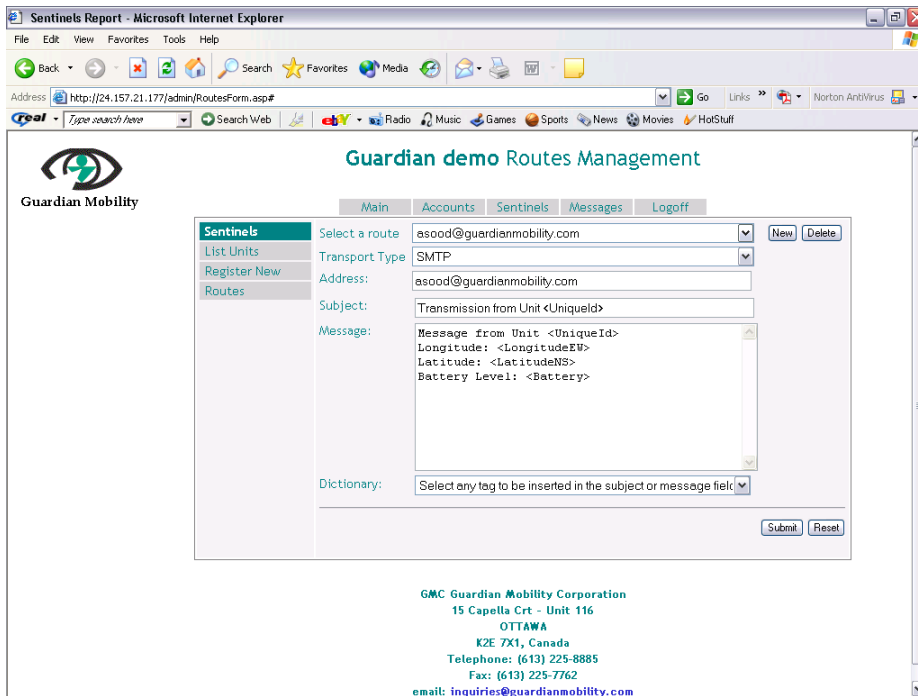 Sentinels Report - Microsoft Internet Explorer
File Edit View Favorites Tools Help
Back Search Favorites Media
Address http://24.157.21.177/admin/RoutesForm.asp# Go Links » Norton AntiVirus
real Type search here Search Web ebY Radio Music Games Sports News Movies HotStuff
Guardian Mobility
Guardian demo Routes Management
Main Accounts Sentinels Messages Logoff
Sentinels
List Units
Register New
Routes
Select a route asood@guardianmobility.com New Delete
Transport Type SMTP
Address: asood@guardianmobility.com
Subject: Transmission from Unit <UniqueId>
Message: Message from Unit <UniqueId>
Longitude: <LongitudeEW>
Latitude: <LatitudeNS>
Battery Level: <Battery>
Dictionary: Select any tag to be inserted in the subject or message field
Submit Reset
GMC Guardian Mobility Corporation
15 Capella Crt - Unit 116
OTTAWA
K2E 7X1, Canada
Telephone: (613) 225-8885
Fax: (613) 225-7762
email: inquiries@guardianmobility.com